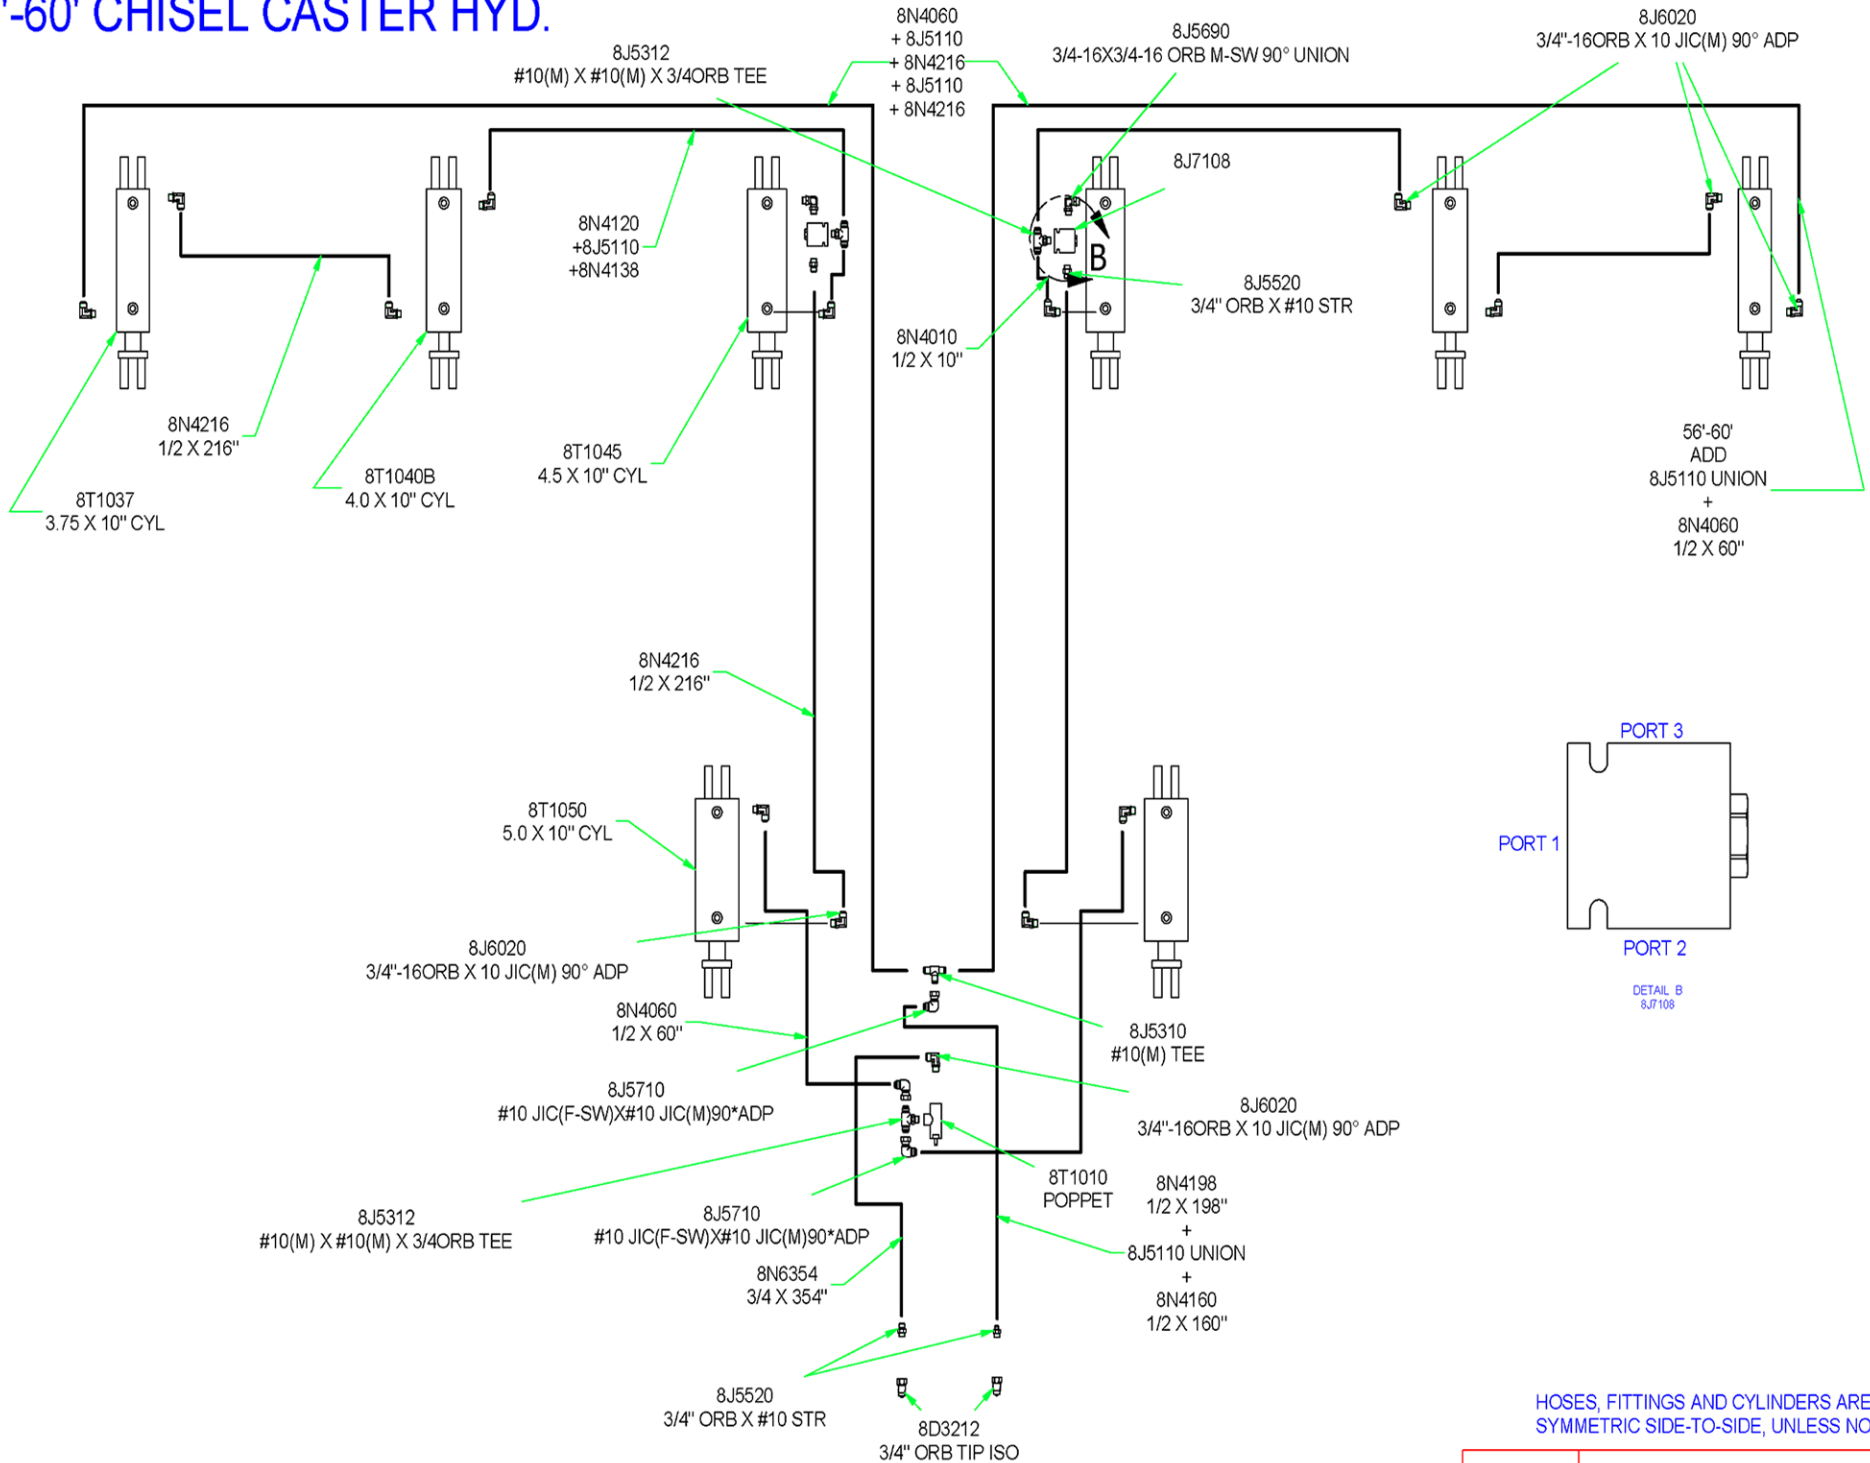 '-60' CHISEL CASTER HYD.
8J5312
#10(M) X #10(M) X 3/4ORB TEE
8N4060
+ 8J5110
+ 8N4216
+ 8J5110
+ 8N4216
8J5690
3/4-16X3/4-16 ORB M-SW 90° UNION
8J6020
3/4"-16ORB X 10 JIC(M) 90° ADP
8J7108
8N4120
+8J5110
+8N4138
B
8J5520
3/4" ORB X #10 STR
8N4010
1/2 X 10"
8N4216
1/2 X 216"
8T1037
3.75 X 10" CYL
8T1040B
4.0 X 10" CYL
8T1045
4.5 X 10" CYL
56'-60'
ADD
8J5110 UNION
+
8N4060
1/2 X 60"
8N4216
1/2 X 216"
8T1050
5.0 X 10" CYL
PORT 3
PORT 1
PORT 2
DETAIL B
8J7108
8J6020
3/4"-16ORB X 10 JIC(M) 90° ADP
8N4060
1/2 X 60"
8J5310
#10(M) TEE
8J5710
#10 JIC(F-SW)X#10 JIC(M)90*ADP
8J6020
3/4"-16ORB X 10 JIC(M) 90° ADP
8T1010
POPPET
8N4198
1/2 X 198"
+
8J5110 UNION
+
8N4160
1/2 X 160"
8J5312
#10(M) X #10(M) X 3/4ORB TEE
8J5710
#10 JIC(F-SW)X#10 JIC(M)90*ADP
8N6354
3/4 X 354"
8J5520
3/4" ORB X #10 STR
8D3212
3/4" ORB TIP ISO
HOSES, FITTINGS AND CYLINDERS ARE
SYMMETRIC SIDE-TO-SIDE, UNLESS NO